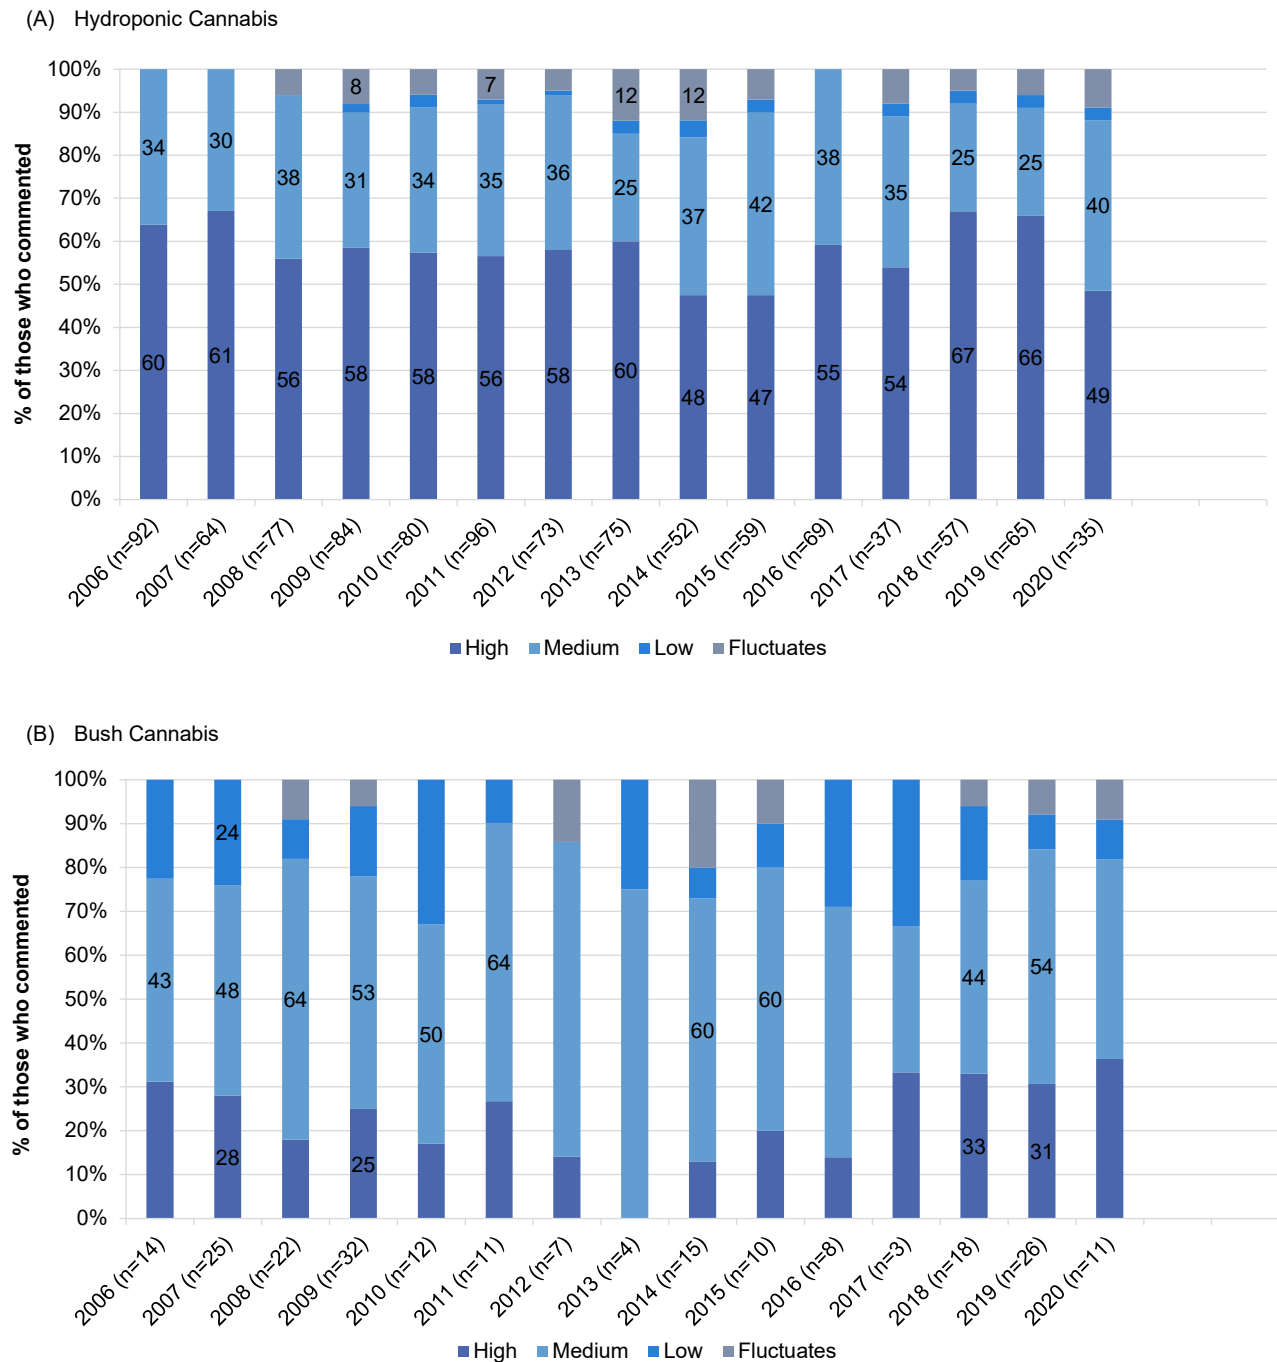 (A) Hydroponic Cannabis
% of those who commented
100%
90%
80%
70%
60%
50%
40%
30%
20%
10%
0%
8 7 12 12
34 30 38 31 34 35 36 25 37 42 38 35 25 25 40
60 61 56 58 58 56 58 60 48 47 55 54 67 66 49
2006 (n=92) 2007 (n=64) 2008 (n=77) 2009 (n=84) 2010 (n=80) 2011 (n=96) 2012 (n=73) 2013 (n=75) 2014 (n=52) 2015 (n=59) 2016 (n=69) 2017 (n=37) 2018 (n=57) 2019 (n=65) 2020 (n=35)
High Medium Low Fluctuates
(B) Bush Cannabis
% of those who commented
100%
90%
80%
70%
60%
50%
40%
30%
20%
10%
0%
24
43 48 64 53 50 64 60 60 44 54
28 25 33 31
2006 (n=14) 2007 (n=25) 2008 (n=22) 2009 (n=32) 2010 (n=12) 2011 (n=11) 2012 (n=7) 2013 (n=4) 2014 (n=15) 2015 (n=10) 2016 (n=8) 2017 (n=3) 2018 (n=18) 2019 (n=26) 2020 (n=11)
High Medium Low Fluctuates